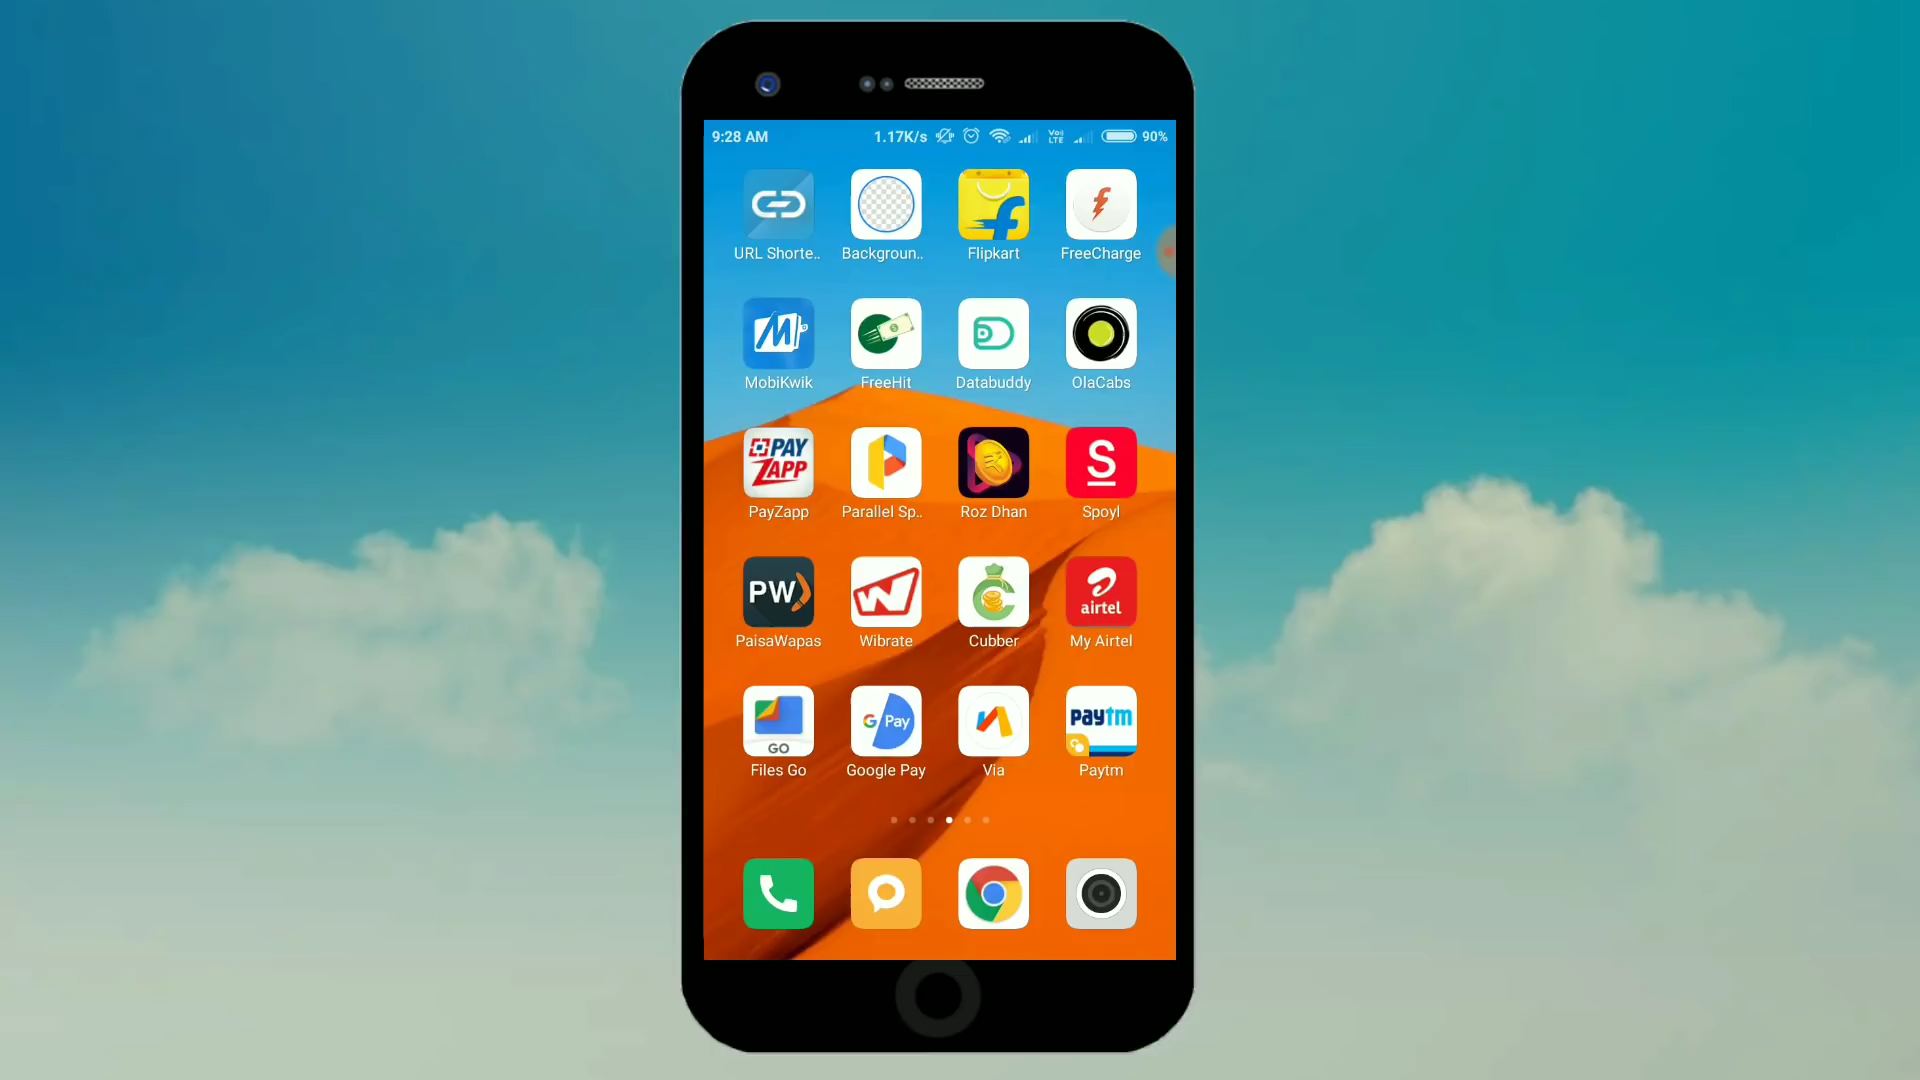 9:28 AM 1.17K/s Vo) LTE 90%
URL Shorte.. Backgroun.. Flipkart FreeCharge
MobiKwik FreeHit Databuddy OlaCabs
PAY ZAPP S
PayZapp Parallel Sp.. Roz Dhan Spoyl
PW airtel
PaisaWapas Wibrate Cubber My Airtel
GO G Pay paytm
Files Go Google Pay Via Paytm